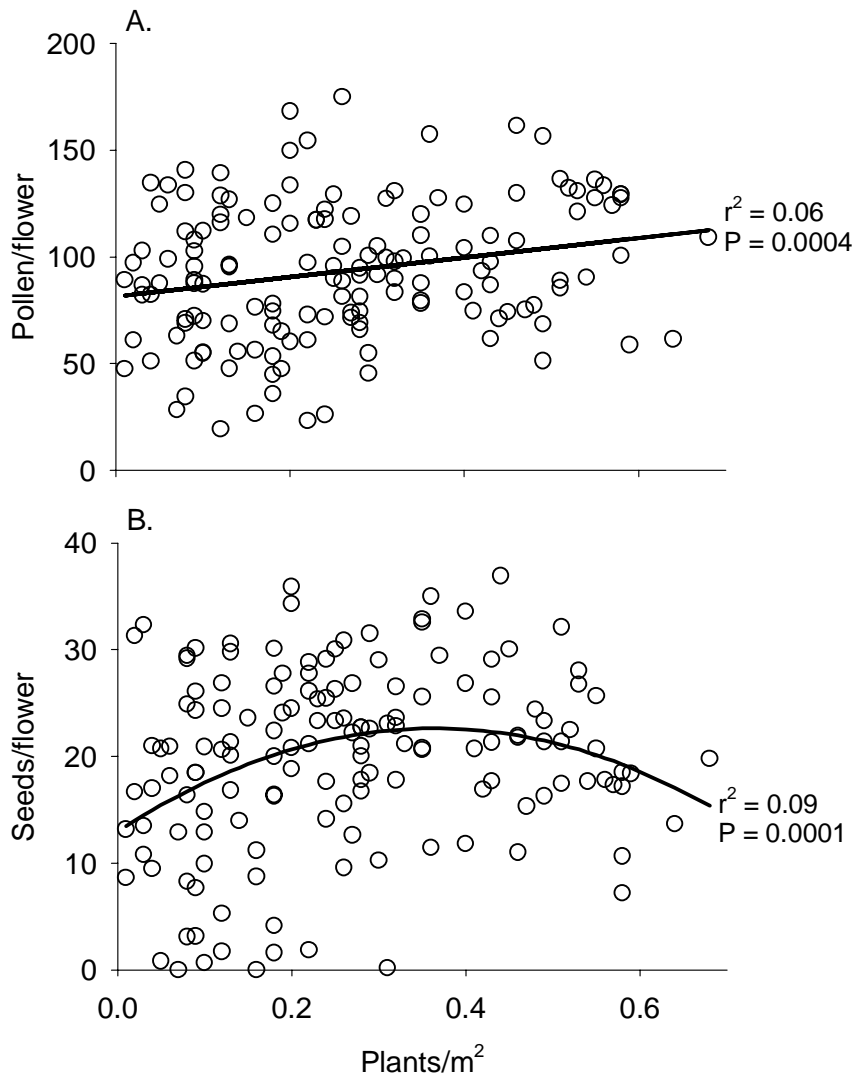 A.
200
150
100
50
0
Pollen/flower
r² = 0.06
P = 0.0004
B.
40
30
20
10
0
Seeds/flower
r² = 0.09
P = 0.0001
0.0 0.2 0.4 0.6
Plants/m²